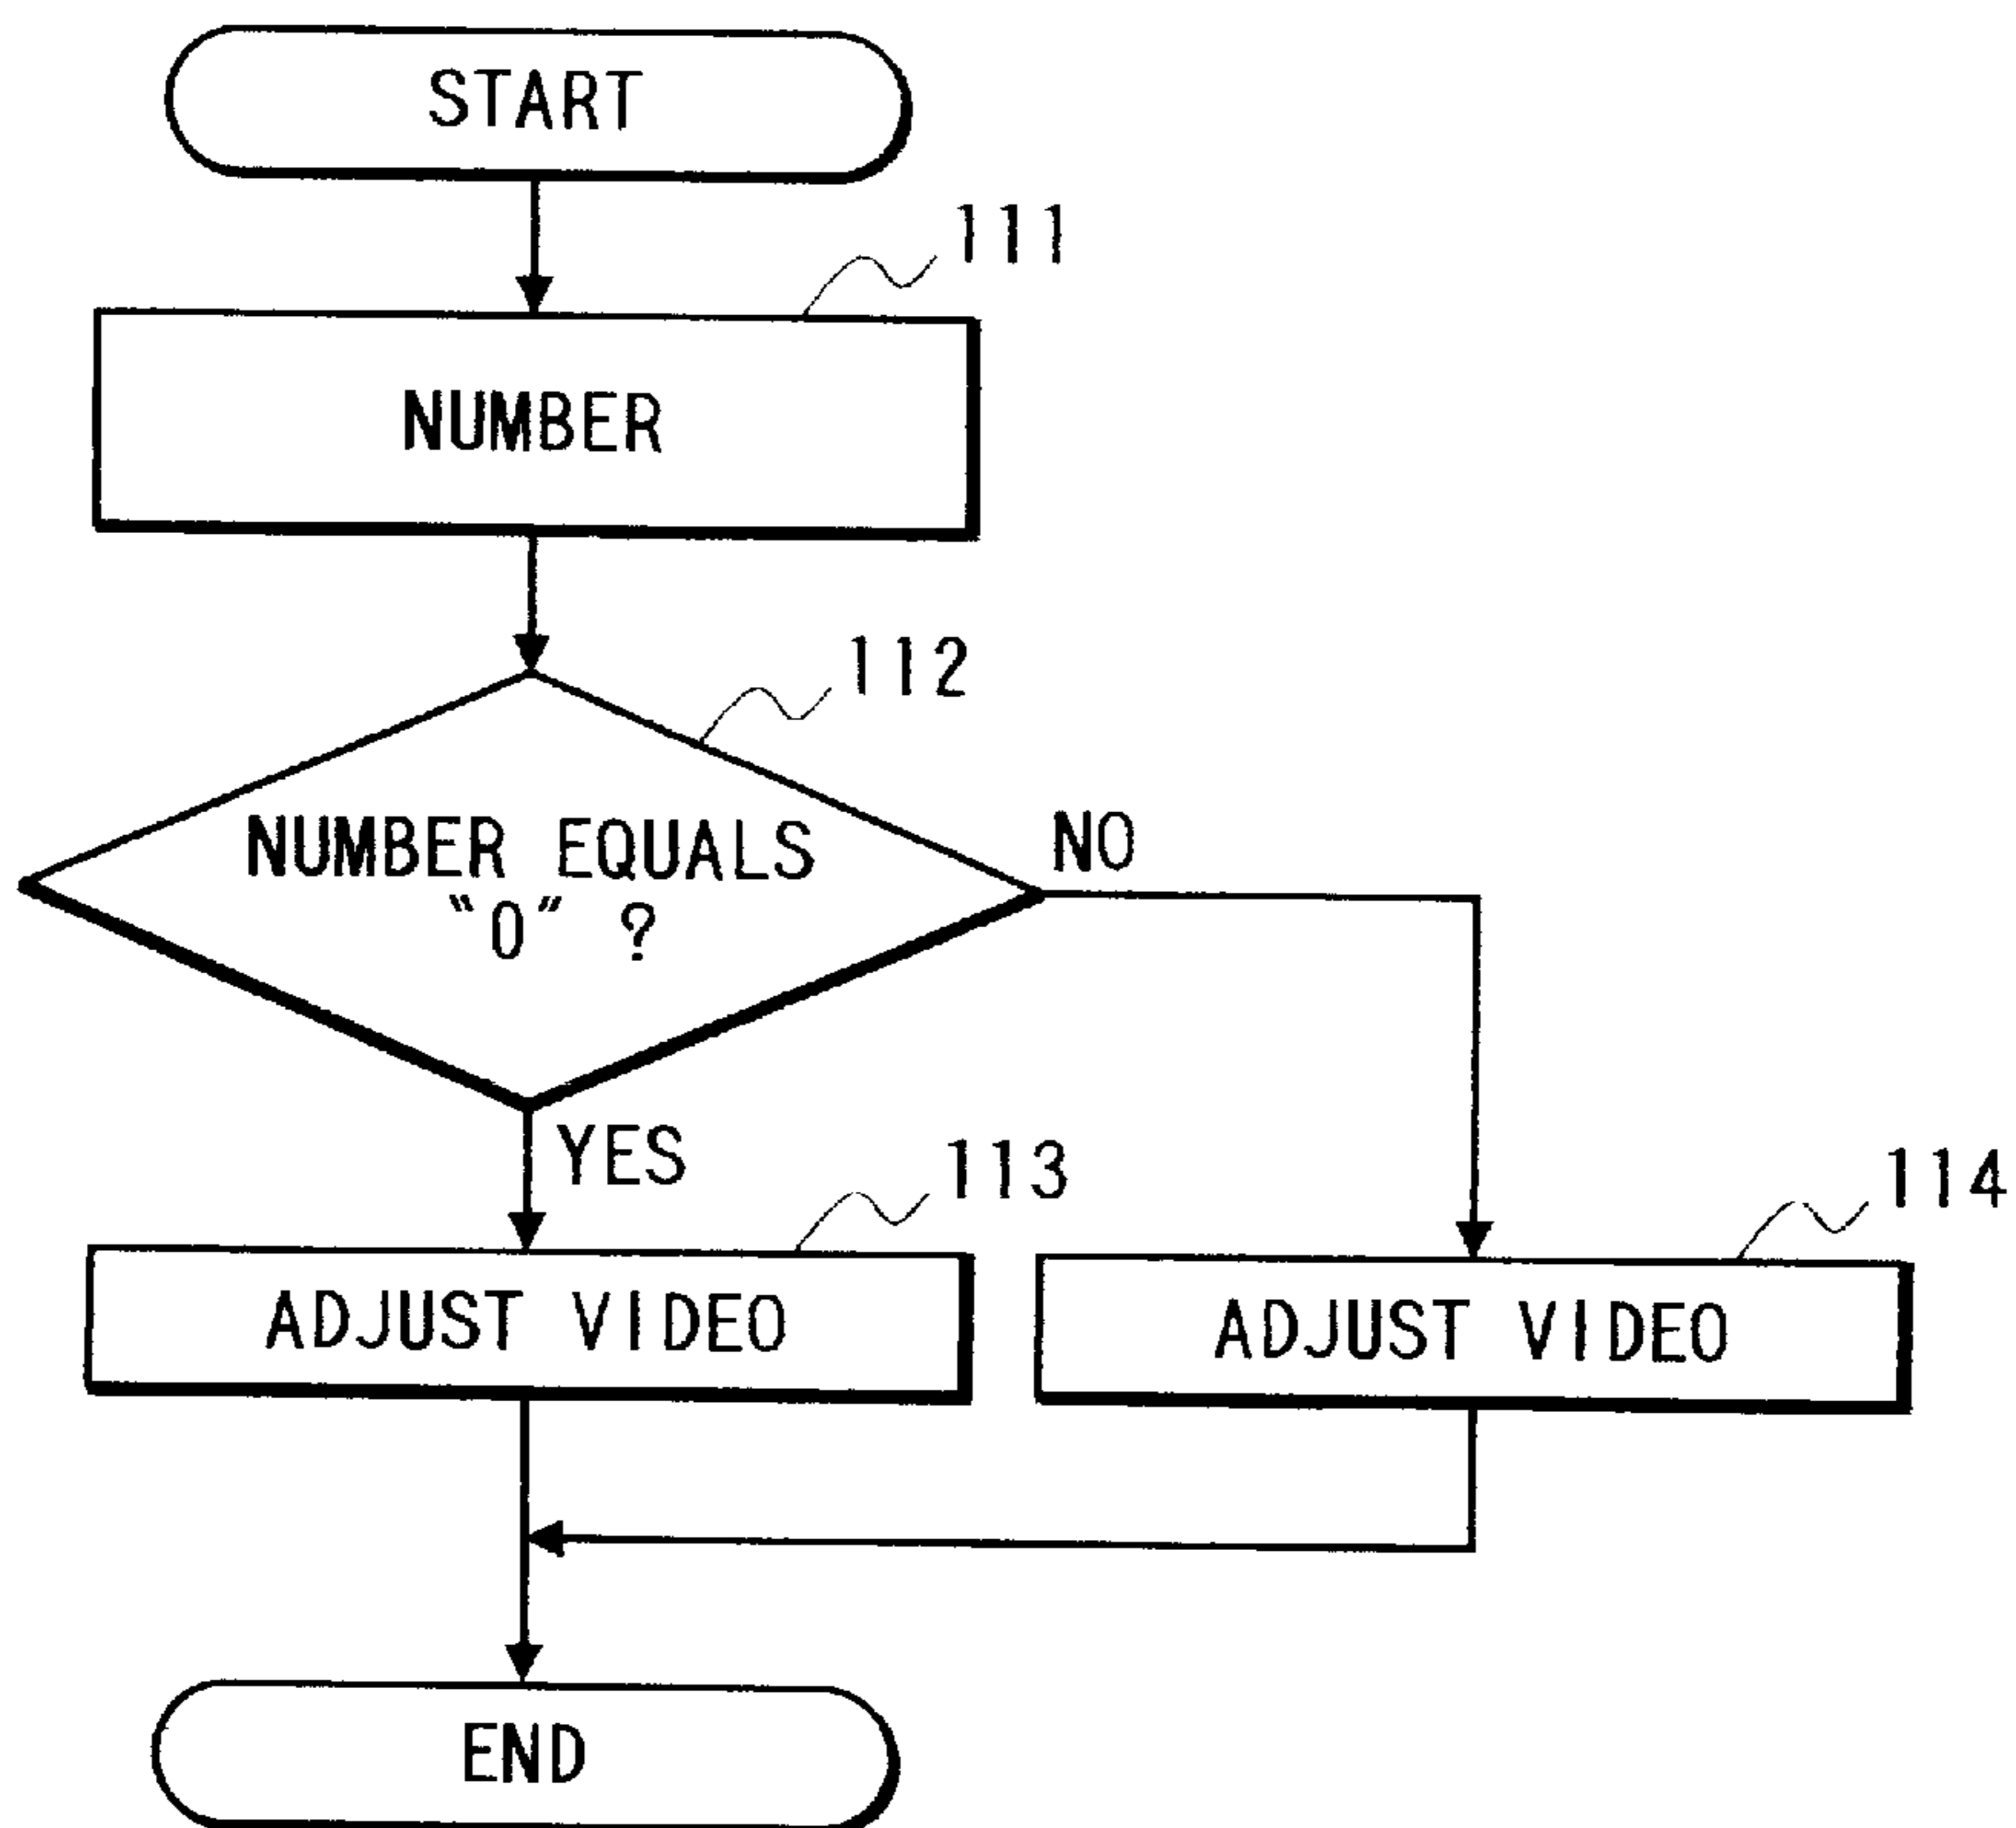 START
111
NUMBER
112
NUMBER EQUALS
"0" ?
NO
YES
113
114
ADJUST VIDEO
ADJUST VIDEO
END